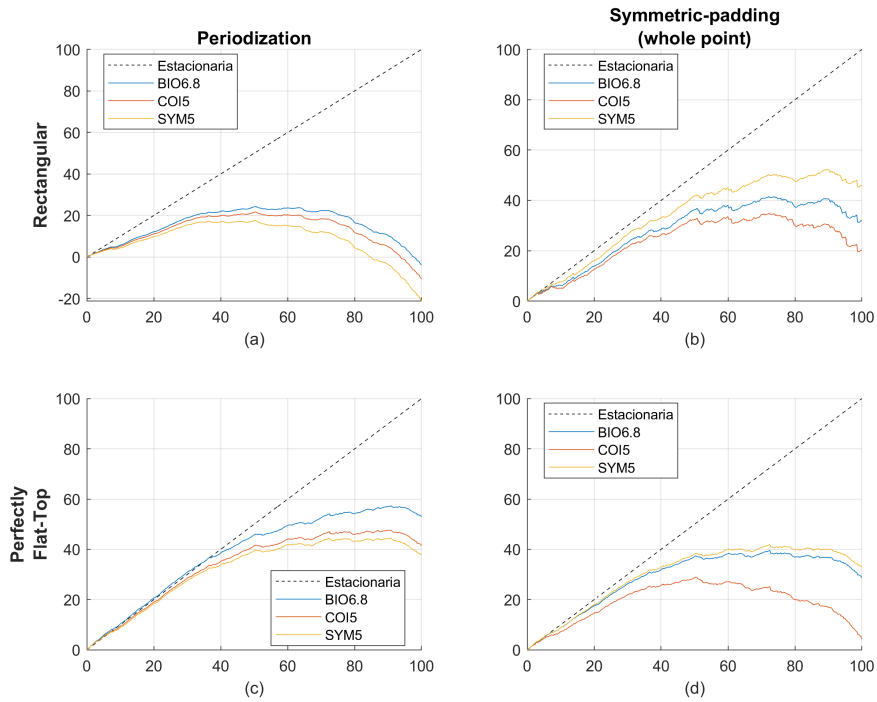 Periodization
Symmetric-padding
(whole point)
Rectangular
100
80
60
40
20
0
-20
Estacionaria
BIO6.8
COI5
SYM5
0
20
40
60
80
100
(a)
100
80
60
40
20
0
Estacionaria
BIO6.8
COI5
SYM5
0
20
40
60
80
100
(b)
Perfectly
Flat-Top
100
80
60
40
20
0
Estacionaria
BIO6.8
COI5
SYM5
0
20
40
60
80
100
(c)
100
80
60
40
20
0
Estacionaria
BIO6.8
COI5
SYM5
0
20
40
60
80
100
(d)